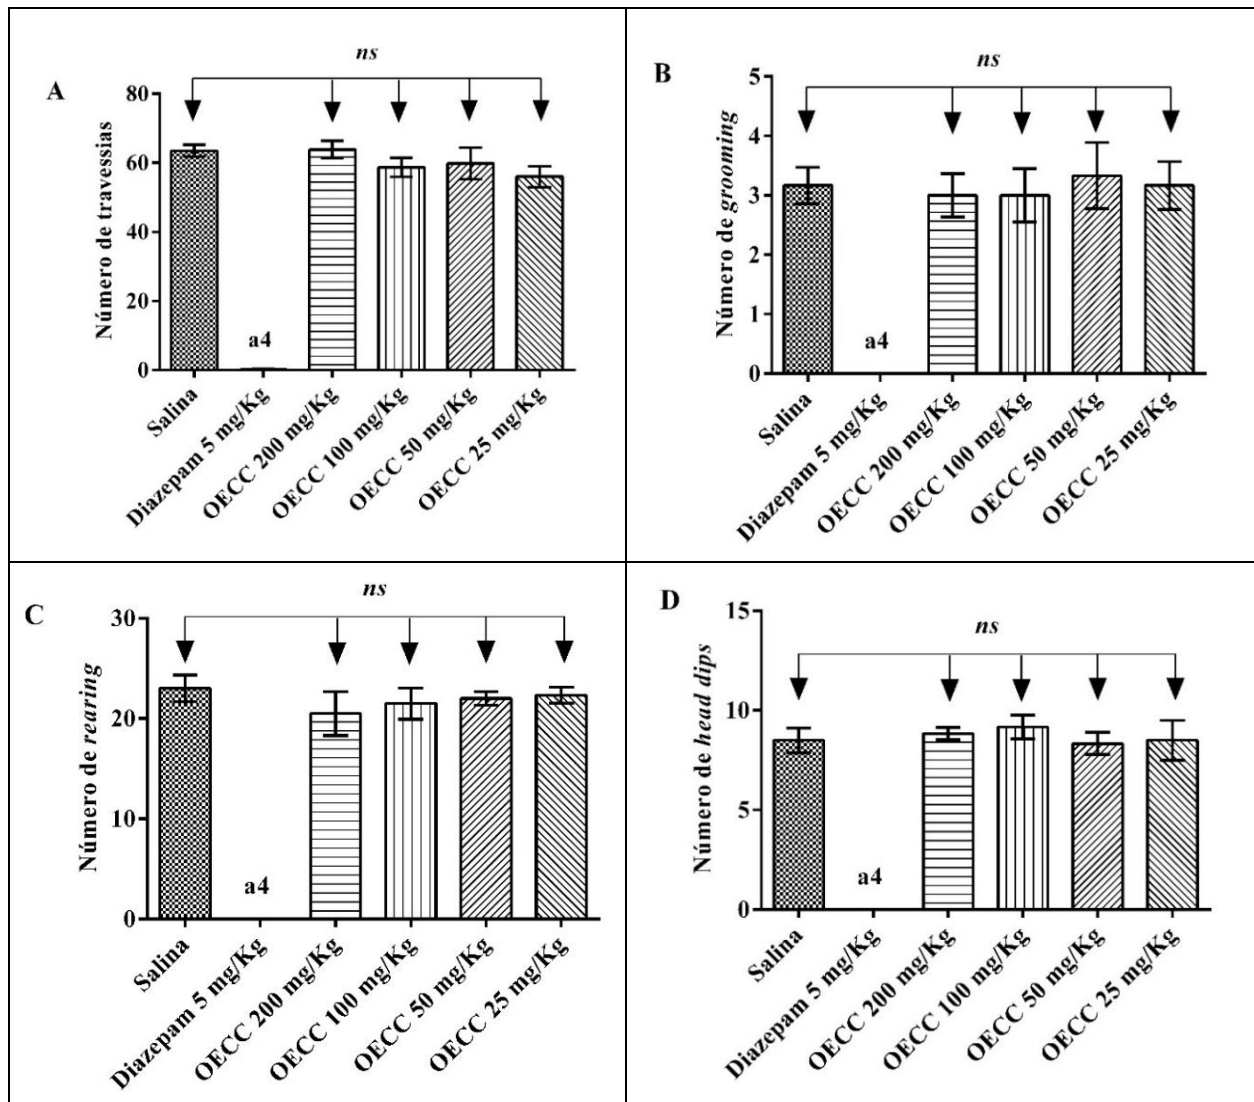 A
ns
Número de travessias
80
60
40
20
0
a4
Salina
Diazepam 5 mg/Kg
OECC 200 mg/Kg
OECC 100 mg/Kg
OECC 50 mg/Kg
OECC 25 mg/Kg
B
ns
Número de grooming
5
4
3
2
1
0
a4
Salina
Diazepam 5 mg/Kg
OECC 200 mg/Kg
OECC 100 mg/Kg
OECC 50 mg/Kg
OECC 25 mg/Kg
C
ns
Número de rearing
30
20
10
0
a4
Salina
Diazepam 5 mg/Kg
OECC 200 mg/Kg
OECC 100 mg/Kg
OECC 50 mg/Kg
OECC 25 mg/Kg
D
ns
Número de head dips
15
10
5
0
a4
Salina
Diazepam 5 mg/Kg
OECC 200 mg/Kg
OECC 100 mg/Kg
OECC 50 mg/Kg
OECC 25 mg/Kg